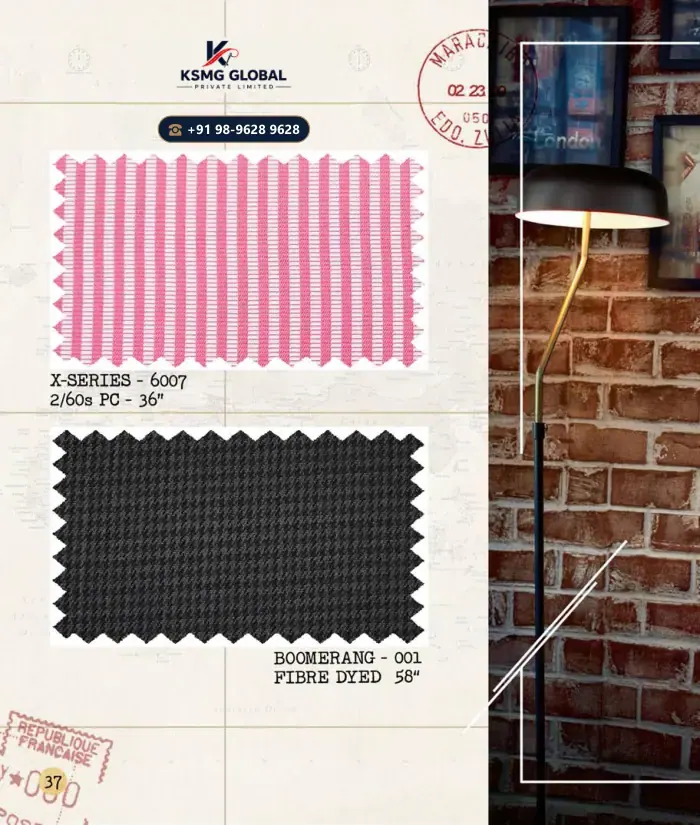 KSMG GLOBAL
PRIVATE LIMITED
+91 98-9628 9628
02 23
EDO. Z
London
X-SERIES - 6007
2/60s PC - 36"
BOOMERANG - 001
FIBRE DYED 58"
REPUBLIQUE
FRANCAISE
37